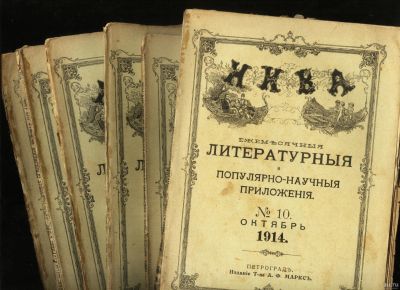 НИВА
ЕЖЕМѢСЯЧНЫЯ
ЛИТЕРАТУРНЫЯ
и
ПОПУЛЯРНО-НАУЧНЫЯ
ПРИЛОЖЕНІЯ.
№ 10.
ОКТЯБРЬ
1914.
ПЕТРОГРАДЪ.
Изданіе Т-ва А. Ф. МАРКСЪ.